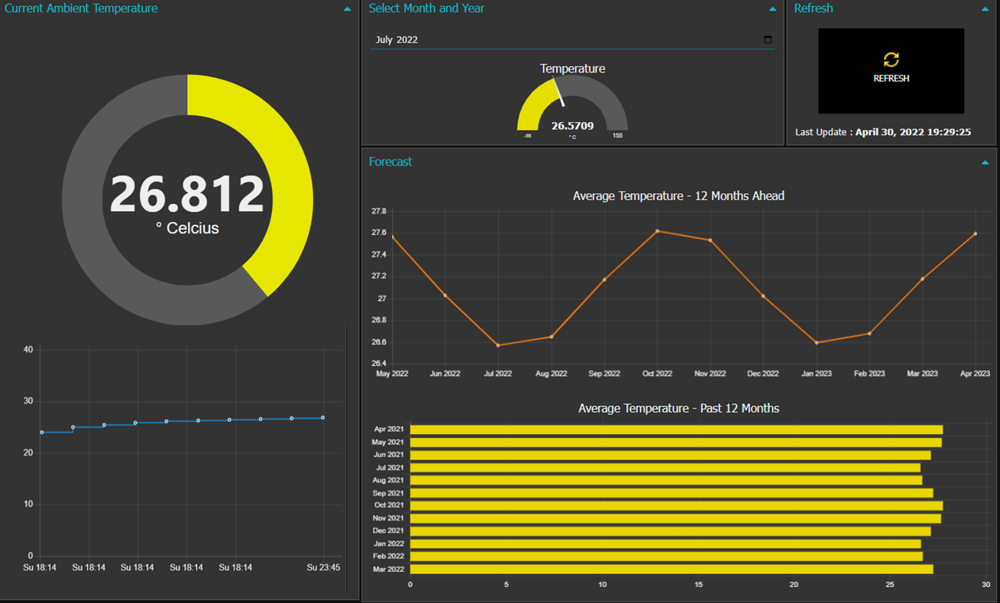 Current Ambient Temperature
26.812
° Celcius
40
30
20
10
0
Su 18:14 Su 18:14 Su 18:14 Su 18:14 Su 18:14 Su 23:45
Select Month and Year
July 2022
Temperature
26.5709
-55 ° C 155
Refresh
REFRESH
Last Update : April 30, 2022 19:29:25
Forecast
Average Temperature - 12 Months Ahead
27.8
27.6
27.4
27.2
27
26.8
26.6
26.4
May 2022 Jun 2022 Jul 2022 Aug 2022 Sep 2022 Oct 2022 Nov 2022 Dec 2022 Jan 2023 Feb 2023 Mar 2023 Apr 2023
Average Temperature - Past 12 Months
Apr 2021
May 2021
Jun 2021
Jul 2021
Aug 2021
Sep 2021
Oct 2021
Nov 2021
Dec 2021
Jan 2022
Feb 2022
Mar 2022
0 5 10 15 20 25 30